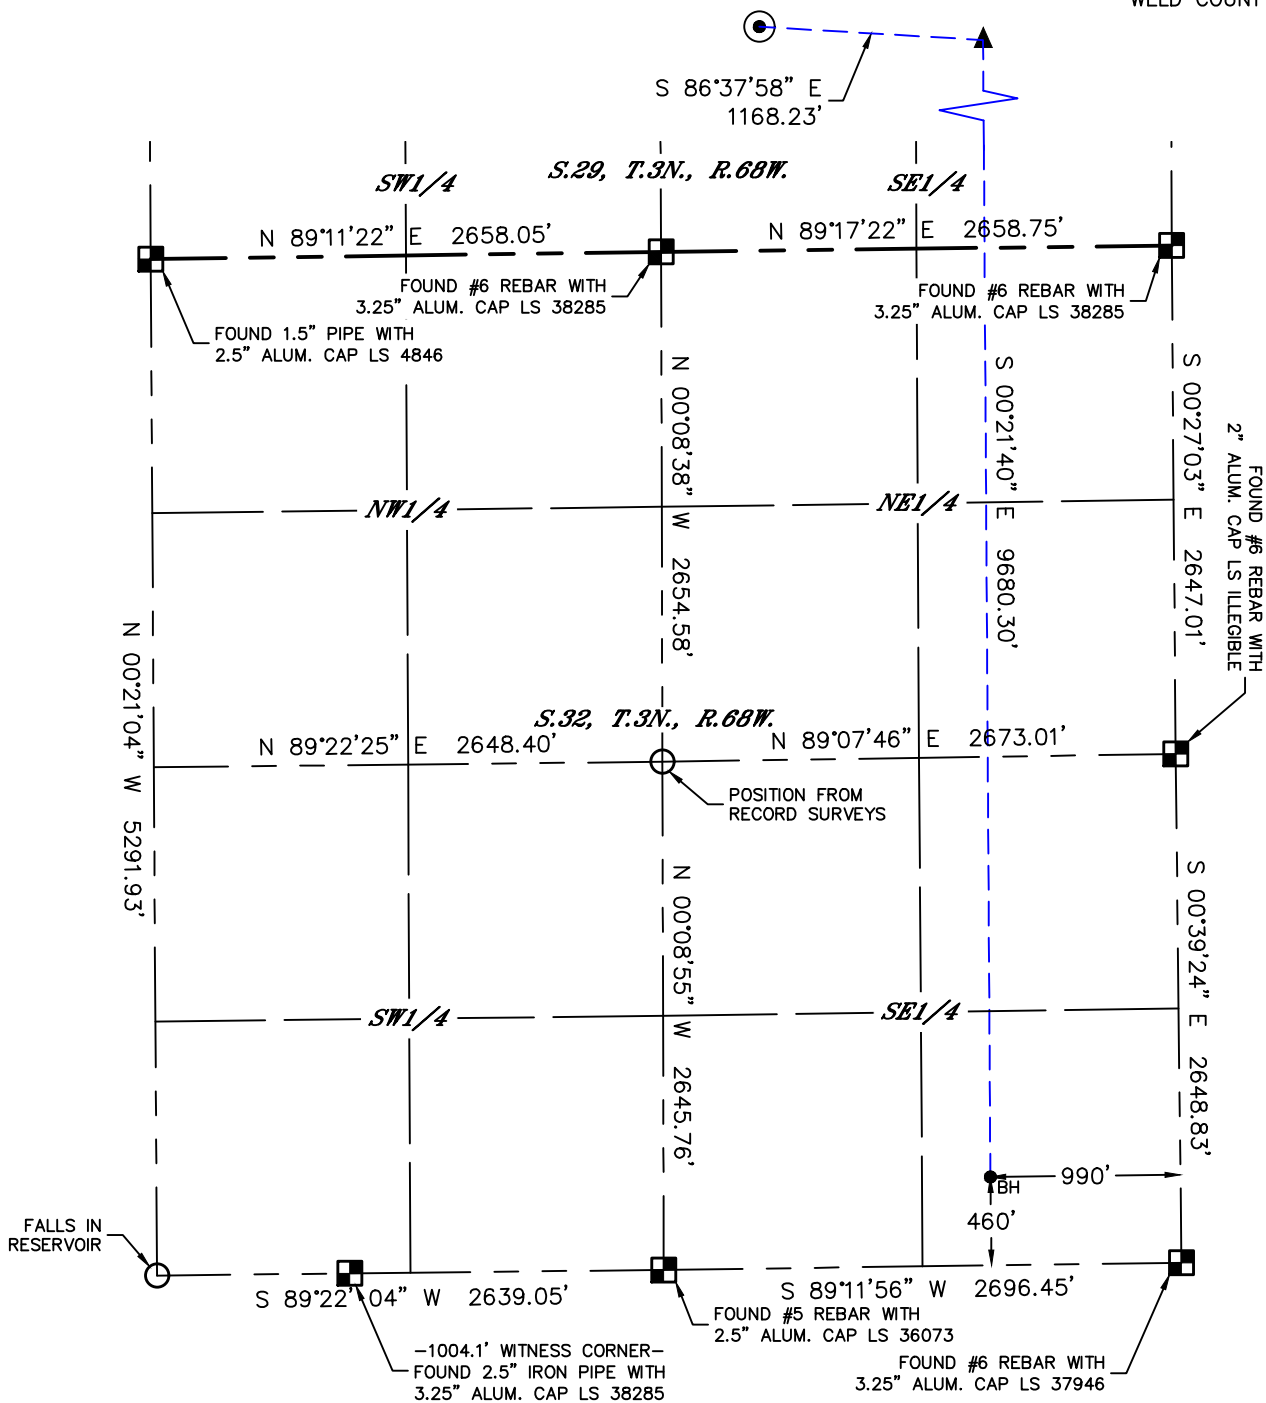 WELD COUNT
S 86°37'58" E
1168.23'
S.29, T.3N., R.68W.
SW1/4
SE1/4
N 89°11'22" E 2658.05'
N 89°17'22" E 2658.75'
FOUND #6 REBAR WITH
3.25" ALUM. CAP LS 38285
FOUND #6 REBAR WITH
3.25" ALUM. CAP LS 38285
FOUND 1.5" PIPE WITH
2.5" ALUM. CAP LS 4846
N 00°08'38" W 2654.58'
S 00°21'40" E 9680.30'
S 00°27'03" E 2647.01'
FOUND #6 REBAR WITH
2" ALUM. CAP LS ILLEGIBLE
NW1/4
NE1/4
N 00°21'04" W 5291.93'
S.32, T.3N., R.68W.
N 89°22'25" E 2648.40'
N 89°07'46" E 2673.01'
POSITION FROM
RECORD SURVEYS
N 00°08'55" W 2645.76'
S 00°39'24" E 2648.83'
SW1/4
SE1/4
990'
BH
460'
FALLS IN
RESERVOIR
S 89°22'04" W 2639.05'
S 89°11'56" W 2696.45'
FOUND #5 REBAR WITH
2.5" ALUM. CAP LS 36073
-1004.1' WITNESS CORNER-
FOUND 2.5" IRON PIPE WITH
3.25" ALUM. CAP LS 38285
FOUND #6 REBAR WITH
3.25" ALUM. CAP LS 37946